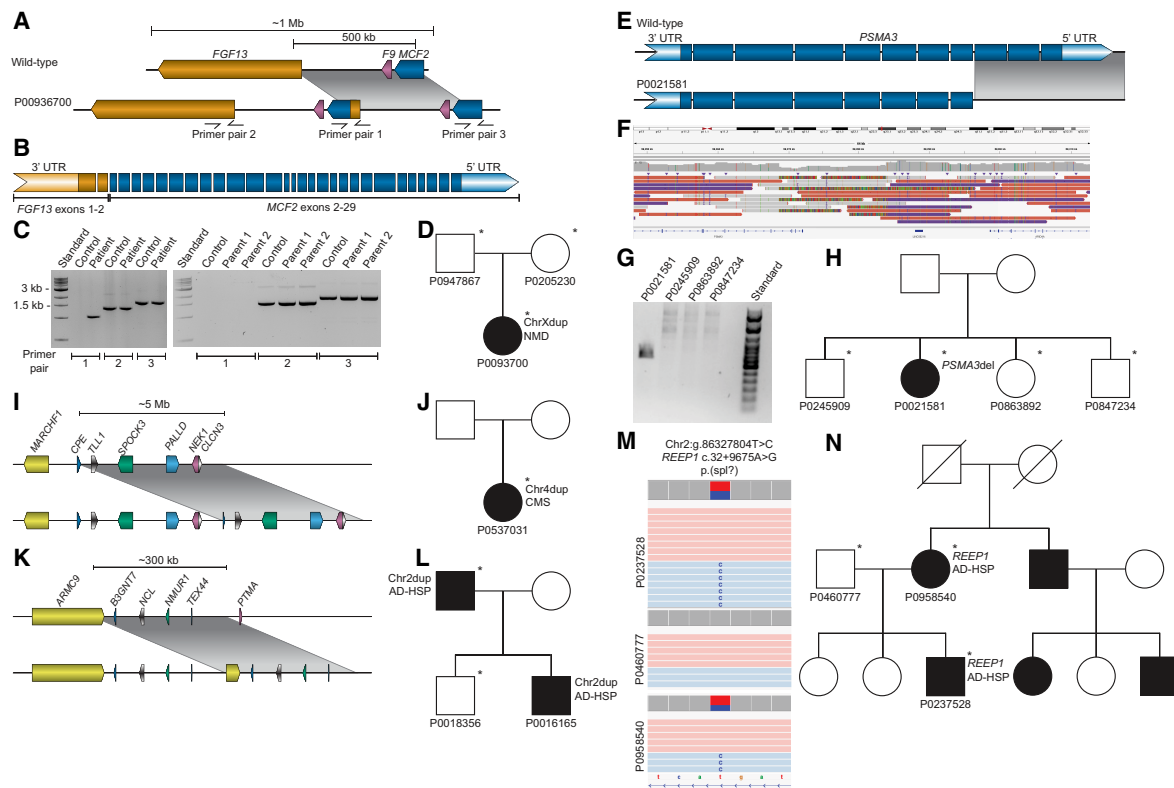 A
~1 Mb
500 kb
FGF13
F9 MCF2
Wild-type
P00936700
Primer pair 2
Primer pair 1
Primer pair 3
B
3' UTR
5' UTR
FGF13 exons 1-2
MCF2 exons 2-29
C
Standard
Control
Patient
Control
Patient
Control
Patient
Standard
Control
Parent 1
Parent 2
Control
Parent 1
Parent 2
Control
Parent 1
Parent 2
3 kb -
1.5 kb -
Primer pair
1
2
3
1
2
3
D
*
*
P0947867
P0205230
*
ChrXdup
NMD
P0093700
E
Wild-type
3' UTR
PSMA3
5' UTR
P0021581
F
G
P0021581
P0245909
P0863892
P0847234
Standard
H
*
*
PSMA3del
*
*
P0245909
P0021581
P0863892
P0847234
I
~5 Mb
MARCHF1
CPE
TLL1
SPOCK3
PALLD
NEK1
CLCN3
J
*
Chr4dup
CMS
P0537031
K
~300 kb
ARMC9
B3GNT7
NCL
NMUR1
TEX44
PTMA
L
Chr2dup
AD-HSP
*
*
Chr2dup
AD-HSP
P0018356
P0016165
M
Chr2:g.86327804T>C
REEP1 c.32+9675A>G
p.(spl?)
P0237528
C
C
C
C
C
C
P0460777
P0958540
C
C
C
t c a t g a t
N
*
*
REEP1
AD-HSP
P0460777
P0958540
*
REEP1
AD-HSP
P0237528